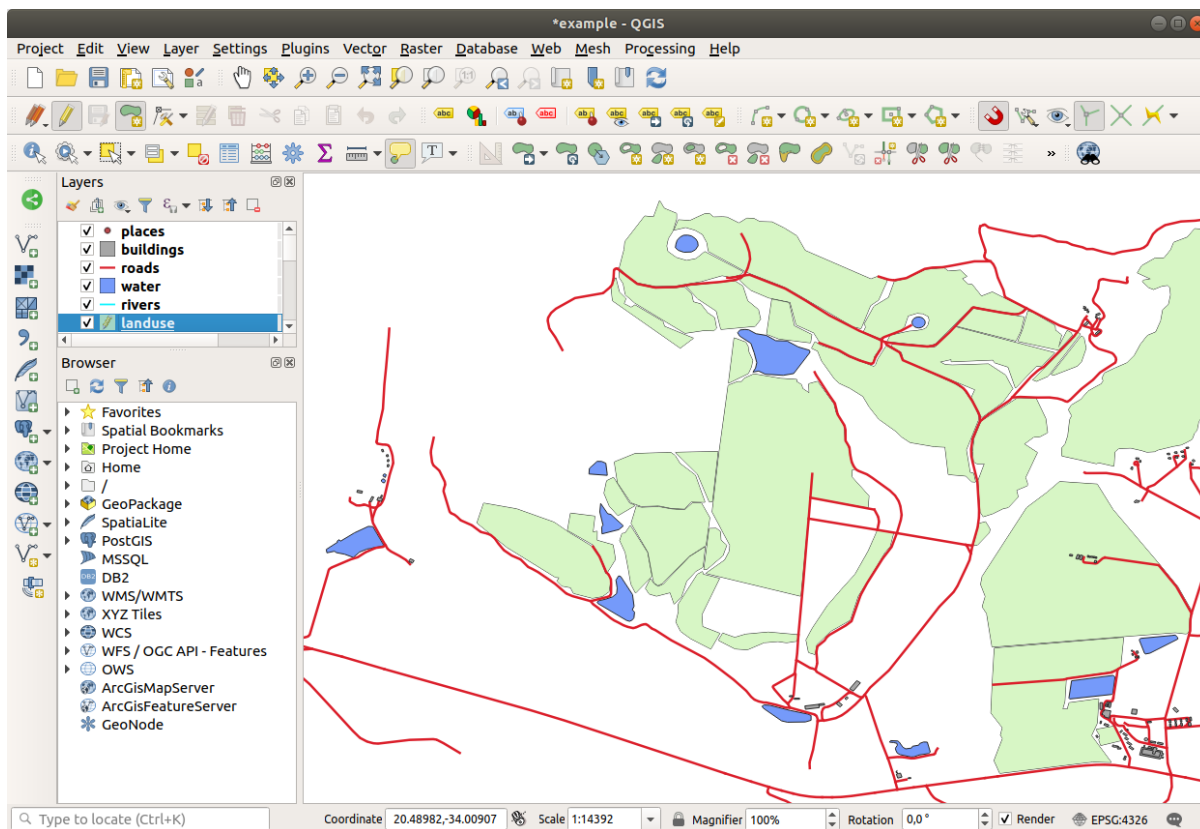 *example - QGIS
Project Edit View Layer Settings Plugins Vector Raster Database Web Mesh Processing Help
Layers
places
buildings
roads
water
rivers
landuse
Browser
Favorites
Spatial Bookmarks
Project Home
Home
/
GeoPackage
SpatiaLite
PostGIS
MSSQL
DB2
WMS/WMTS
XYZ Tiles
WCS
WFS / OGC API - Features
OWS
ArcGisMapServer
ArcGisFeatureServer
GeoNode
Type to locate (Ctrl+K) Coordinate 20.48982,-34.00907 Scale 1:14392 Magnifier 100% Rotation 0,0 ° Render EPSG:4326